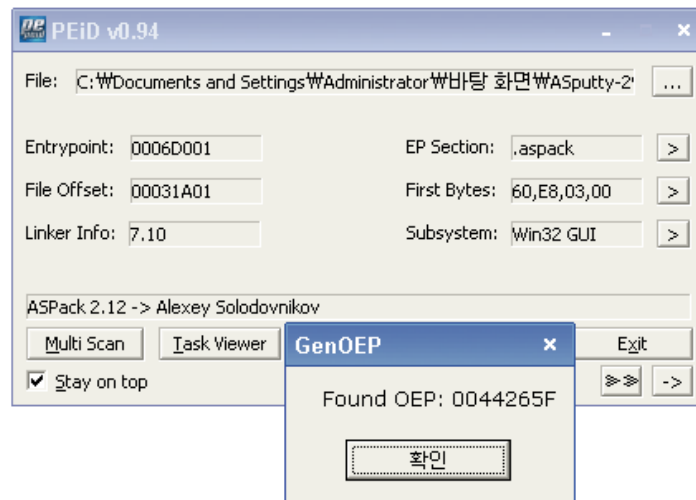 PEiD v0.94
File: C:₩Documents and Settings₩Administrator₩바탕 화면₩ASputty-2
...
Entrypoint: 0006D001
EP Section: .aspack >
File Offset: 00031A01
First Bytes: 60,E8,03,00 >
Linker Info: 7.10
Subsystem: Win32 GUI >
ASPack 2.12 -> Alexey Solodovnikov
Multi Scan
Task Viewer
Exit
Stay on top
>> ->
GenOEP
Found OEP: 0044265F
확인